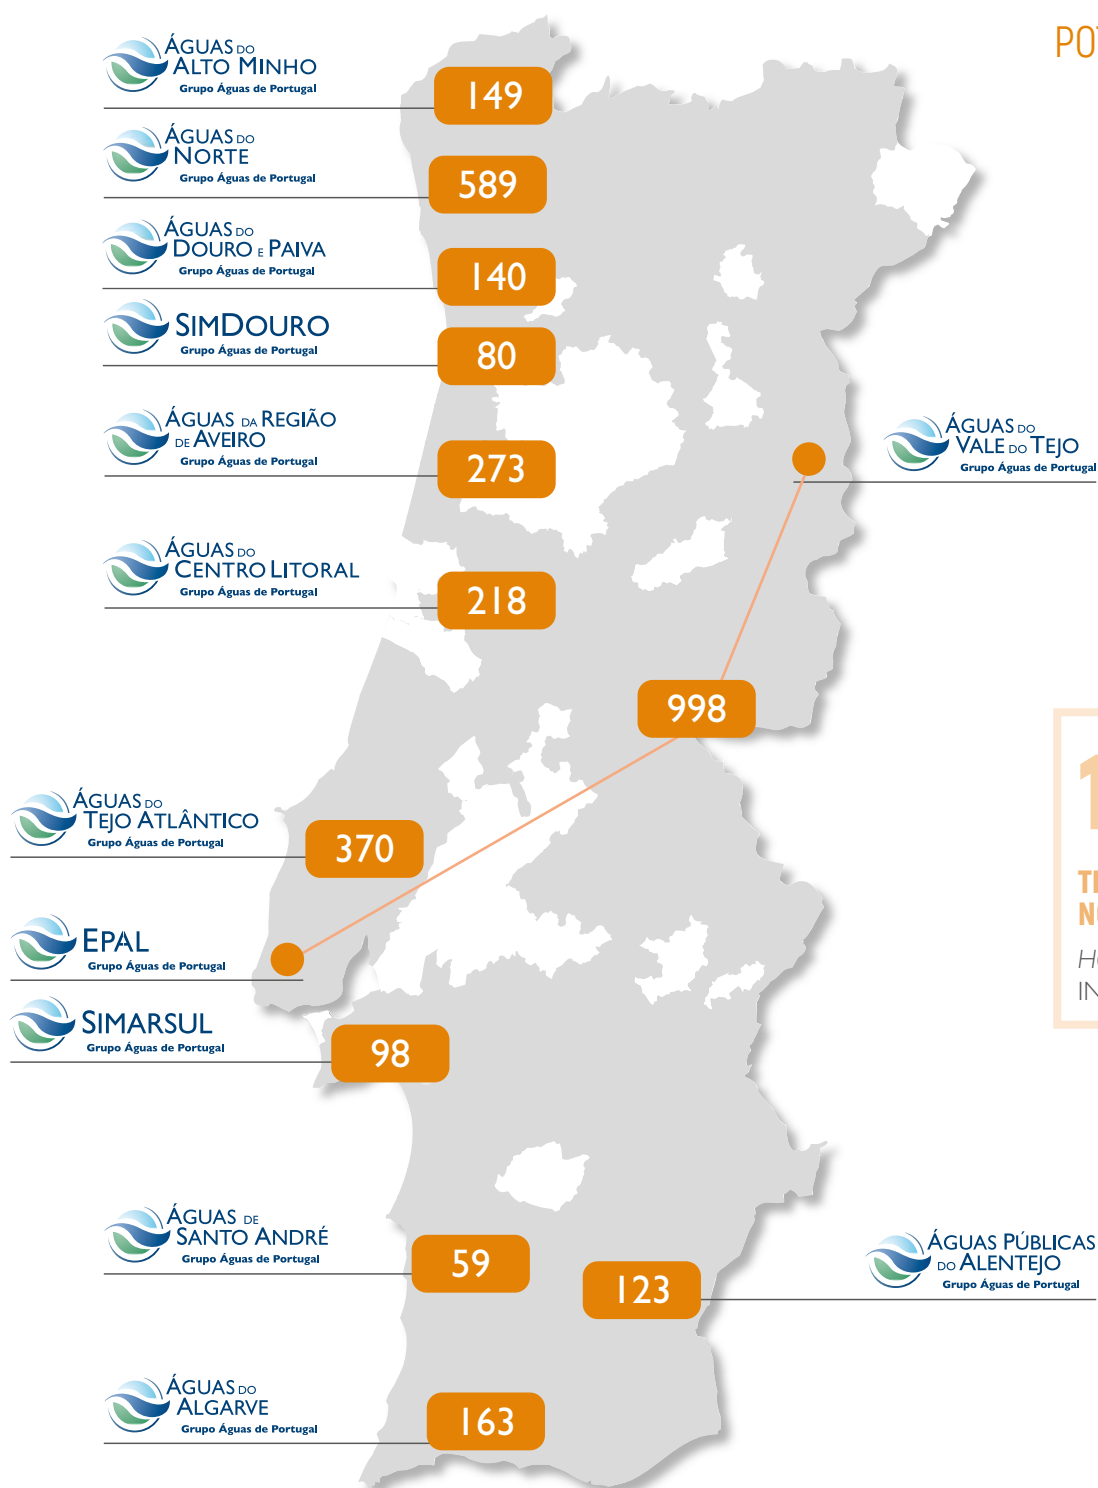 POT
ÁGUAS DO
ALTO MINHO
Grupo Águas de Portugal
149
ÁGUAS DO
NORTE
Grupo Águas de Portugal
589
ÁGUAS DO
DOURO E PAIVA
Grupo Águas de Portugal
140
SIMDOURO
Grupo Águas de Portugal
80
ÁGUAS DA REGIÃO
DE AVEIRO
Grupo Águas de Portugal
273
ÁGUAS DO
VALE DO TEJO
Grupo Águas de Portugal
ÁGUAS DO
CENTRO LITORAL
Grupo Águas de Portugal
218
998
ÁGUAS DO
TEJO ATLÂNTICO
Grupo Águas de Portugal
370
EPAL
Grupo Águas de Portugal
SIMARSUL
Grupo Águas de Portugal
98
ÁGUAS DE
SANTO ANDRÉ
Grupo Águas de Portugal
59
123
ÁGUAS PÚBLICAS
DO ALENTEJO
Grupo Águas de Portugal
ÁGUAS DO
ALGARVE
Grupo Águas de Portugal
163
1
IN